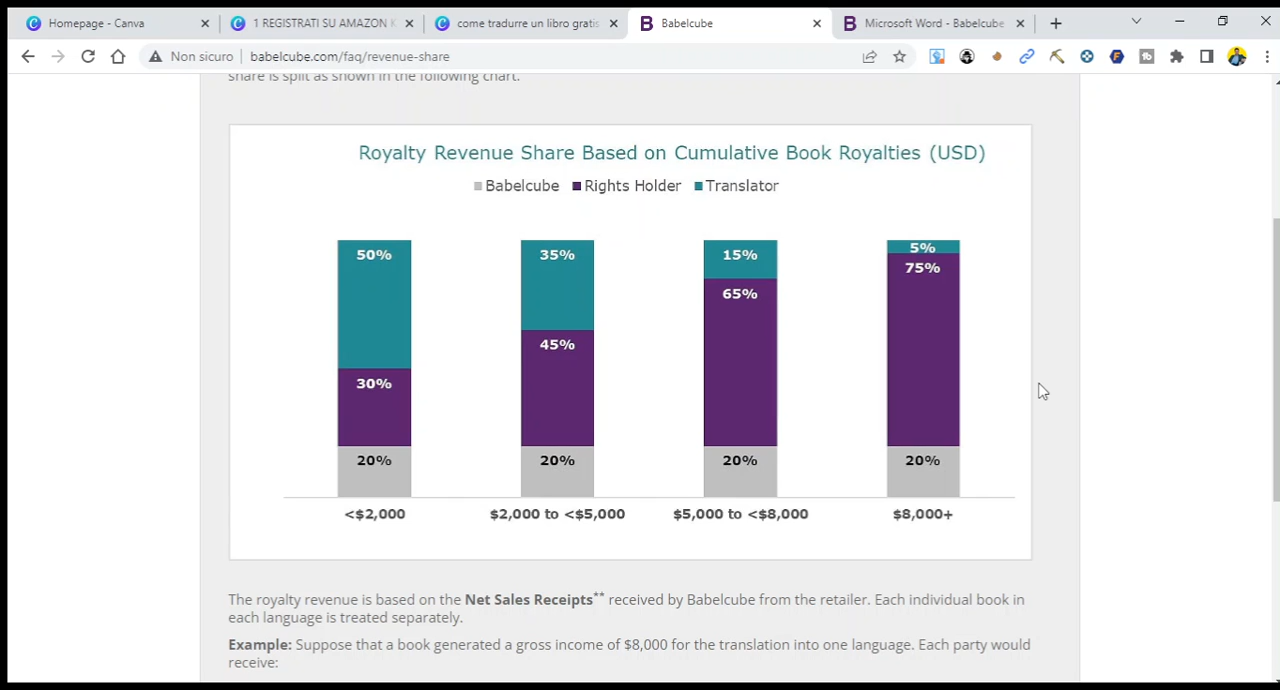 Homepage - Canva
1 REGISTRATI SU AMAZON K
come tradurre un libro gratis
Babelcube
Microsoft Word - Babelcube
Non sicuro
babelcube.com/faq/revenue-share
share is split as shown in the following chart.
Royalty Revenue Share Based on Cumulative Book Royalties (USD)
Babelcube Rights Holder Translator
50% 35% 15% 5%
30% 45% 65% 75%
20% 20% 20% 20%
<$2,000 $2,000 to <$5,000 $5,000 to <$8,000 $8,000+
The royalty revenue is based on the Net Sales Receipts** received by Babelcube from the retailer. Each individual book in
each language is treated separately.
Example: Suppose that a book generated a gross income of $8,000 for the translation into one language. Each party would
receive: